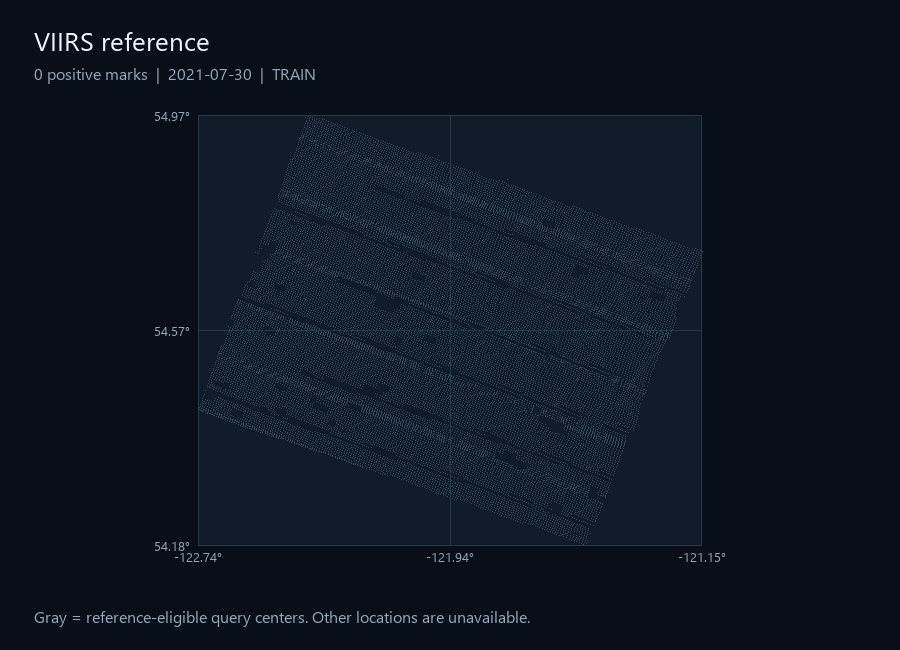 VIIRS reference
0 positive marks | 2021-07-30 | TRAIN
54.97°
54.57°
54.18°
-122.74° -121.94° -121.15°
Gray = reference-eligible query centers. Other locations are unavailable.